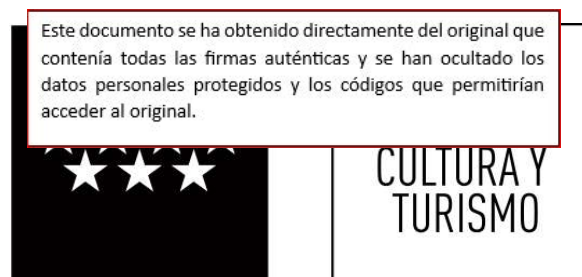 Este documento se ha obtenido directamente del original que
contenía todas las firmas auténticas y se han ocultado los
datos personales protegidos y los códigos que permitirían
acceder al original.
CULTURA Y
TURISMO